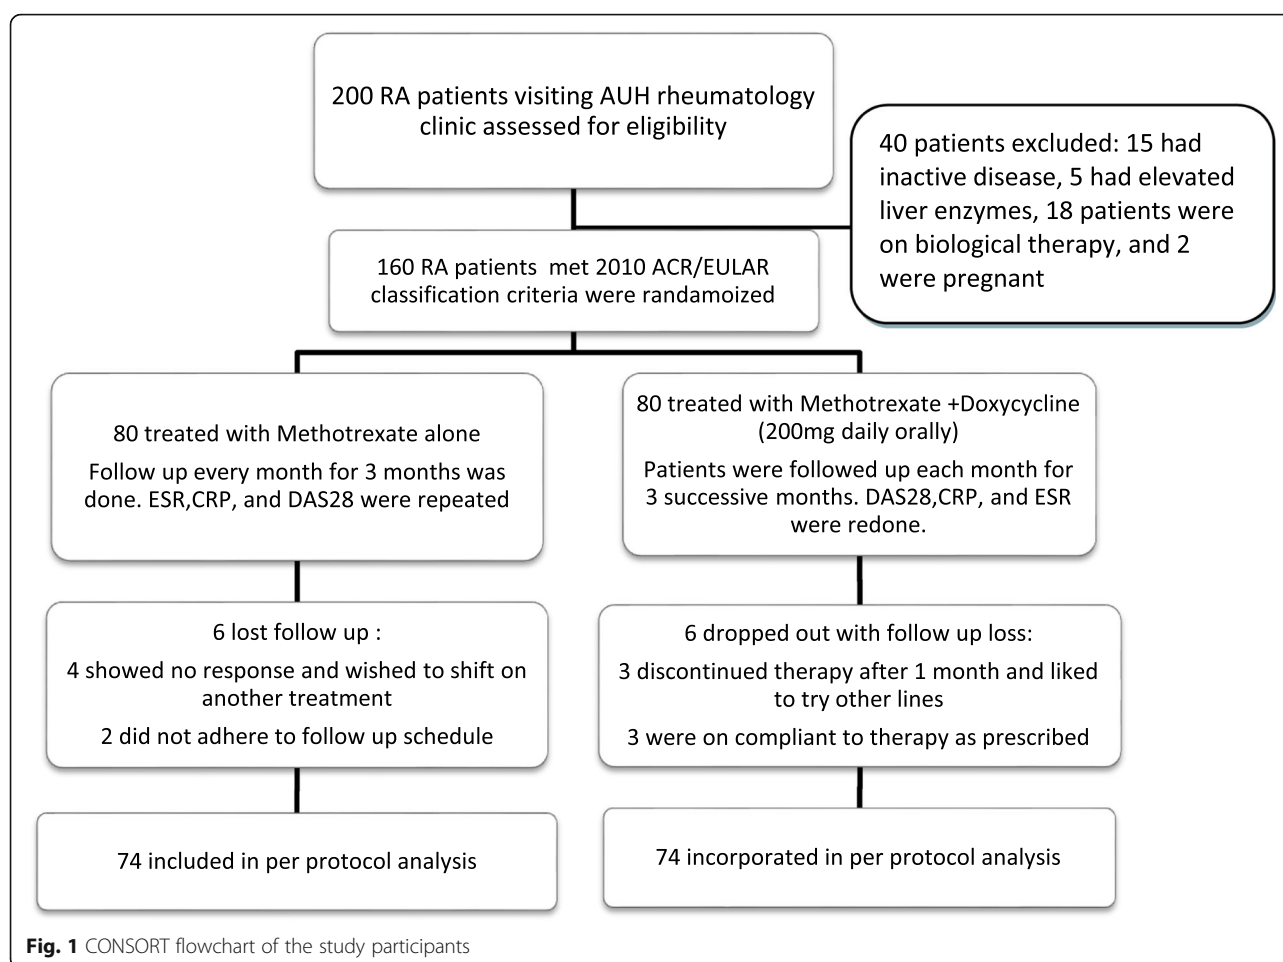 200 RA patients visiting AUH rheumatology
clinic assessed for eligibility
40 patients excluded: 15 had
inactive disease, 5 had elevated
liver enzymes, 18 patients were
on biological therapy, and 2
were pregnant
160 RA patients  met 2010 ACR/EULAR
classification criteria were randamoized
80 treated with Methotrexate alone
Follow up every month for 3 months was
done. ESR,CRP, and DAS28 were repeated
80 treated with Methotrexate +Doxycycline
(200mg daily orally)
Patients were followed up each month for
3 successive months. DAS28,CRP, and ESR
were redone.
6 lost follow up :
4 showed no response and wished to shift on
another treatment
2 did not adhere to follow up schedule
6 dropped out with follow up loss:
3 discontinued therapy after 1 month and liked
to try other lines
3 were on compliant to therapy as prescribed
74 included in per protocol analysis
74 incorporated in per protocol analysis
Fig. 1 CONSORT flowchart of the study participants